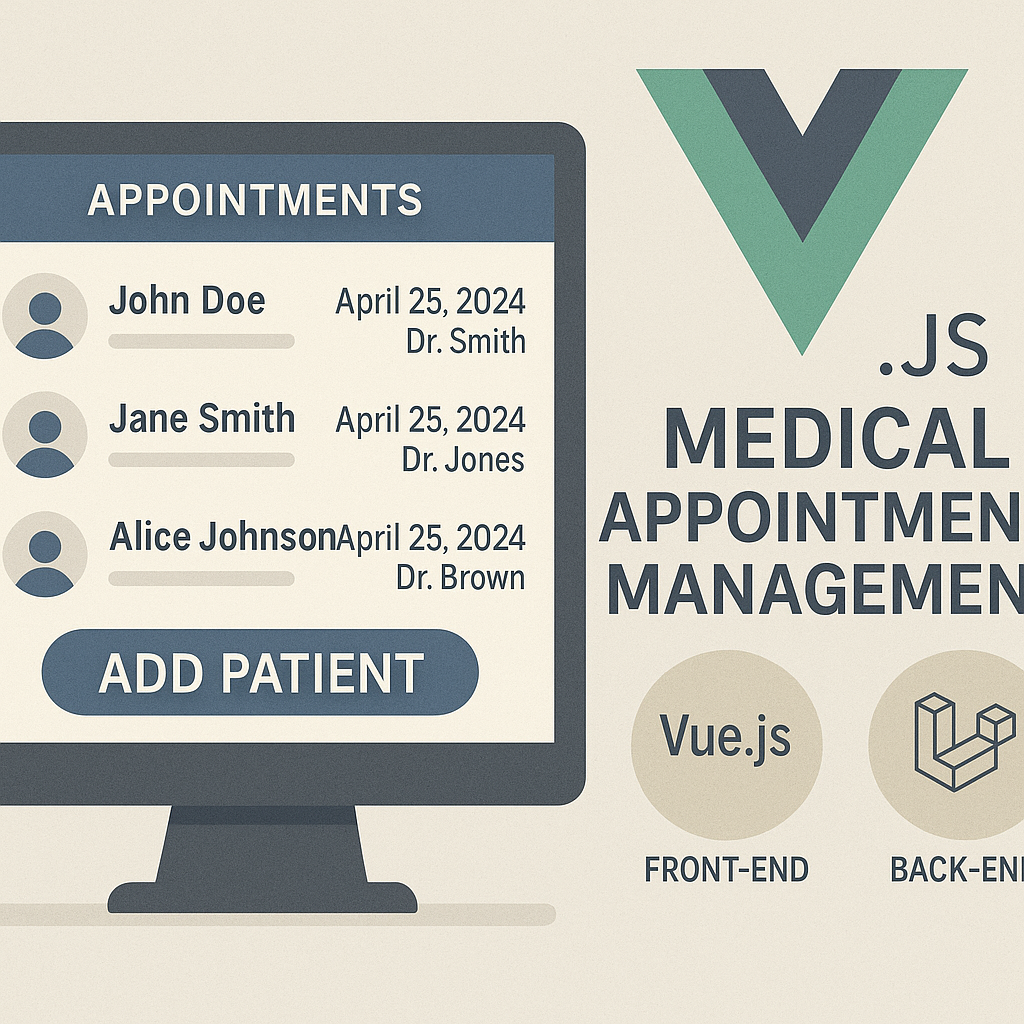 APPOINTMENTS
John Doe
April 25, 2024
Dr. Smith
Jane Smith
April 25, 2024
Dr. Jones
Alice Johnson
April 25, 2024
Dr. Brown
ADD PATIENT
.JS
MEDICAL
APPOINTMEN
MANAGEMEN
Vue.js
FRONT-END
BACK-EN